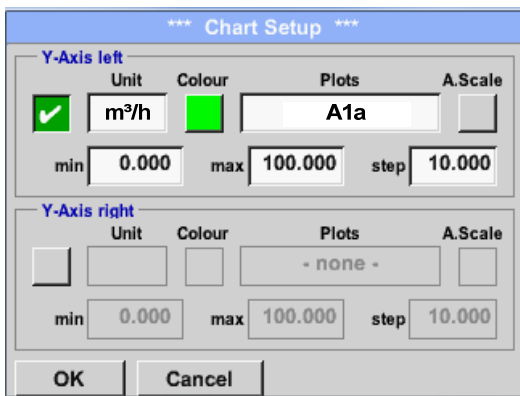 *** Chart Setup ***
Y-Axis left
Unit Colour Plots A.Scale
m³/h A1a
min 0.000 max 100.000 step 10.000
Y-Axis right
Unit Colour Plots A.Scale
- none -
min 0.000 max 100.000 step 10.000
OK Cancel